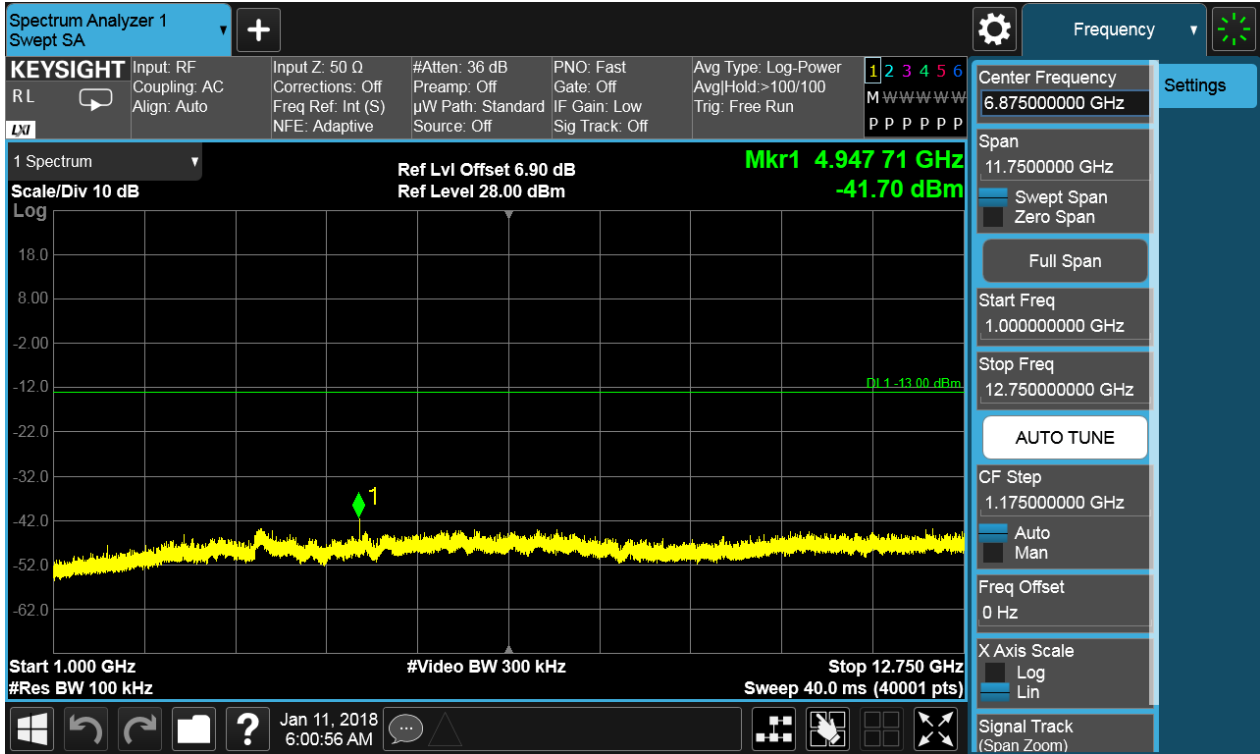 Spectrum Analyzer 1
Swept SA
+
Frequency
KEYSIGHT
R L
LXI
Input: RF
Coupling: AC
Align: Auto
Input Z: 50 Ω
Corrections: Off
Freq Ref: Int (S)
NFE: Adaptive
#Atten: 36 dB
Preamp: Off
µW Path: Standard
Source: Off
PNO: Fast
Gate: Off
IF Gain: Low
Sig Track: Off
Avg Type: Log-Power
Avg|Hold:>100/100
Trig: Free Run
1 2 3 4 5 6
M W W W W W
P P P P P P
1 Spectrum
Scale/Div 10 dB
Log
Ref Lvl Offset 6.90 dB
Ref Level 28.00 dBm
Mkr1 4.947 71 GHz
-41.70 dBm
18.0
8.00
-2.00
-12.0
-22.0
-32.0
-42.0
-52.0
-62.0
DL1 -13.00 dBm
1
Start 1.000 GHz
#Res BW 100 kHz
#Video BW 300 kHz
Stop 12.750 GHz
Sweep 40.0 ms (40001 pts)
Center Frequency
6.875000000 GHz
Span
11.7500000 GHz
Swept Span
Zero Span
Full Span
Start Freq
1.000000000 GHz
Stop Freq
12.750000000 GHz
AUTO TUNE
CF Step
1.175000000 GHz
Auto
Man
Freq Offset
0 Hz
X Axis Scale
Log
Lin
Signal Track
(Span Zoom)
Settings
?
Jan 11, 2018
6:00:56 AM